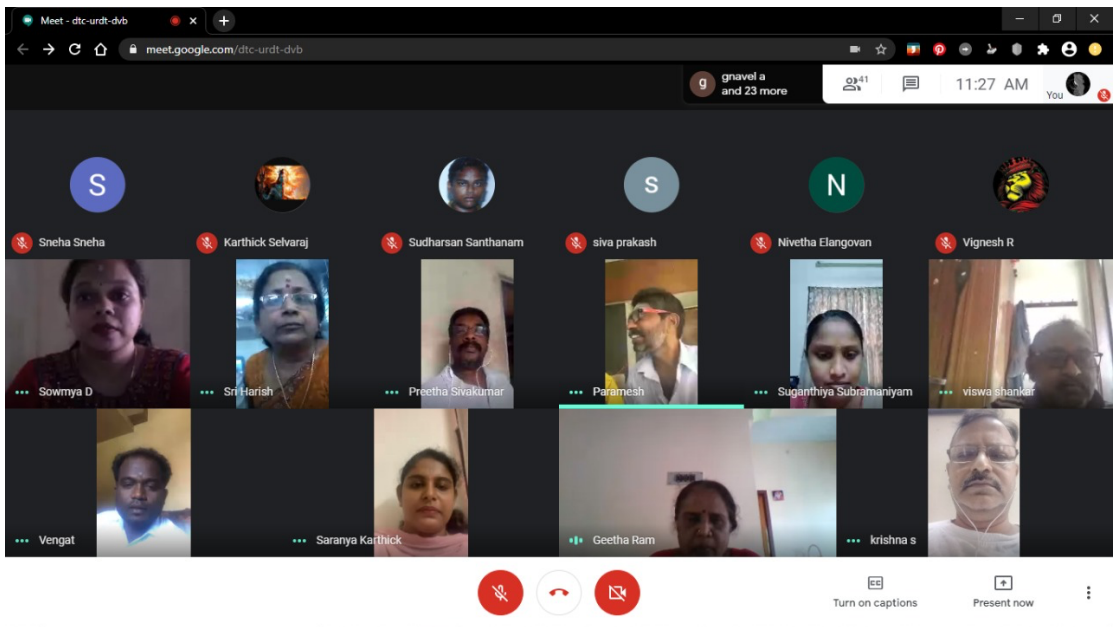 Meet - dtc-urdt-dvb
meet.google.com/dtc-urdt-dvb
g
gnavel a
and 23 more
41
11:27 AM
You
S
s
N
Sneha Sneha
Karthick Selvaraj
Sudharsan Santhanam
siva prakash
Nivetha Elangovan
Vignesh R
Sowmya D
Sri Harish
Preetha Sivakumar
Paramesh
Suganthiya Subramaniyam
viswa shankar
Vengat
Saranya Karthick
Geetha Ram
krishna s
CC
Turn on captions
Present now